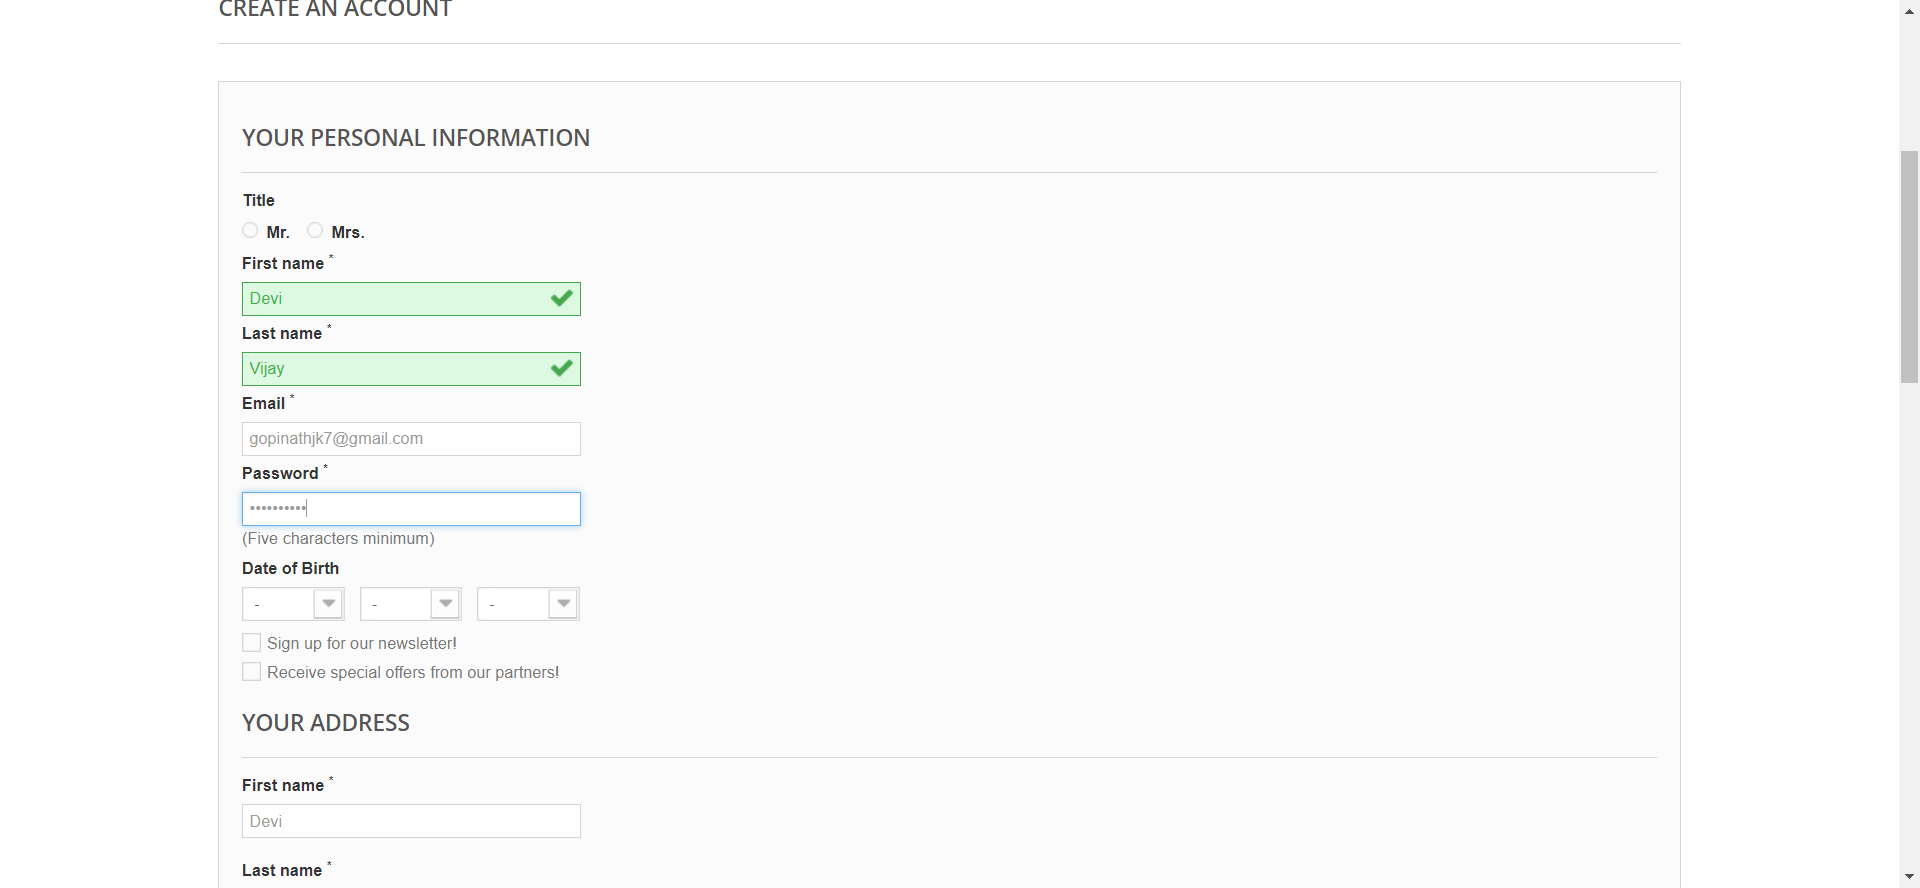 CREATE AN ACCOUNT
YOUR PERSONAL INFORMATION
Title
Mr. Mrs.
First name *
Devi
Last name *
Vijay
Email *
gopinathjk7@gmail.com
Password *
••••••••••
(Five characters minimum)
Date of Birth
- - -
Sign up for our newsletter!
Receive special offers from our partners!
YOUR ADDRESS
First name *
Devi
Last name *